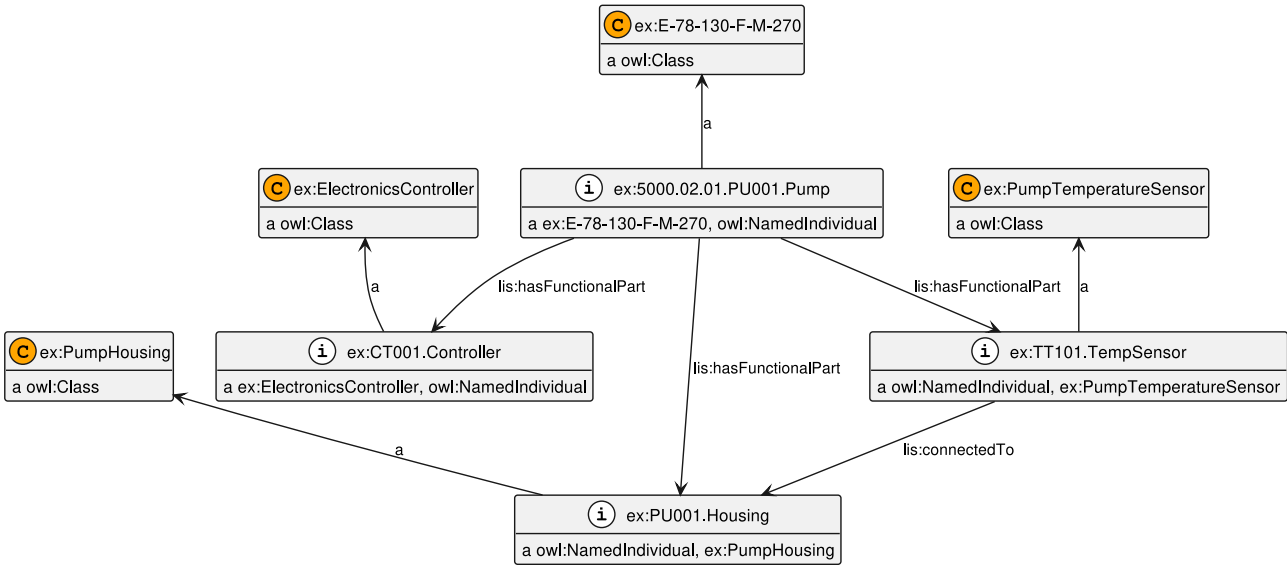 C ex:E-78-130-F-M-270
a owl:Class
a
C ex:ElectronicsController
a owl:Class
i ex:5000.02.01.PU001.Pump
a ex:E-78-130-F-M-270, owl:NamedIndividual
C ex:PumpTemperatureSensor
a owl:Class
a
lis:hasFunctionalPart
lis:hasFunctionalPart
a
C ex:PumpHousing
a owl:Class
i ex:CT001.Controller
a ex:ElectronicsController, owl:NamedIndividual
lis:hasFunctionalPart
i ex:TT101.TempSensor
a owl:NamedIndividual, ex:PumpTemperatureSensor
a
lis:connectedTo
i ex:PU001.Housing
a owl:NamedIndividual, ex:PumpHousing